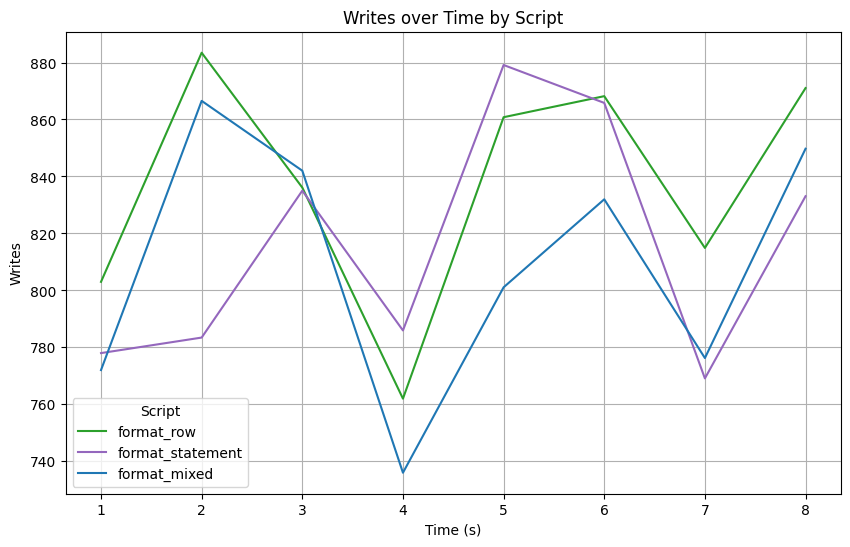 Writes over Time by Script
Writes
880
860
840
820
800
780
760
740
Script
format_row
format_statement
format_mixed
1 2 3 4 5 6 7 8
Time (s)